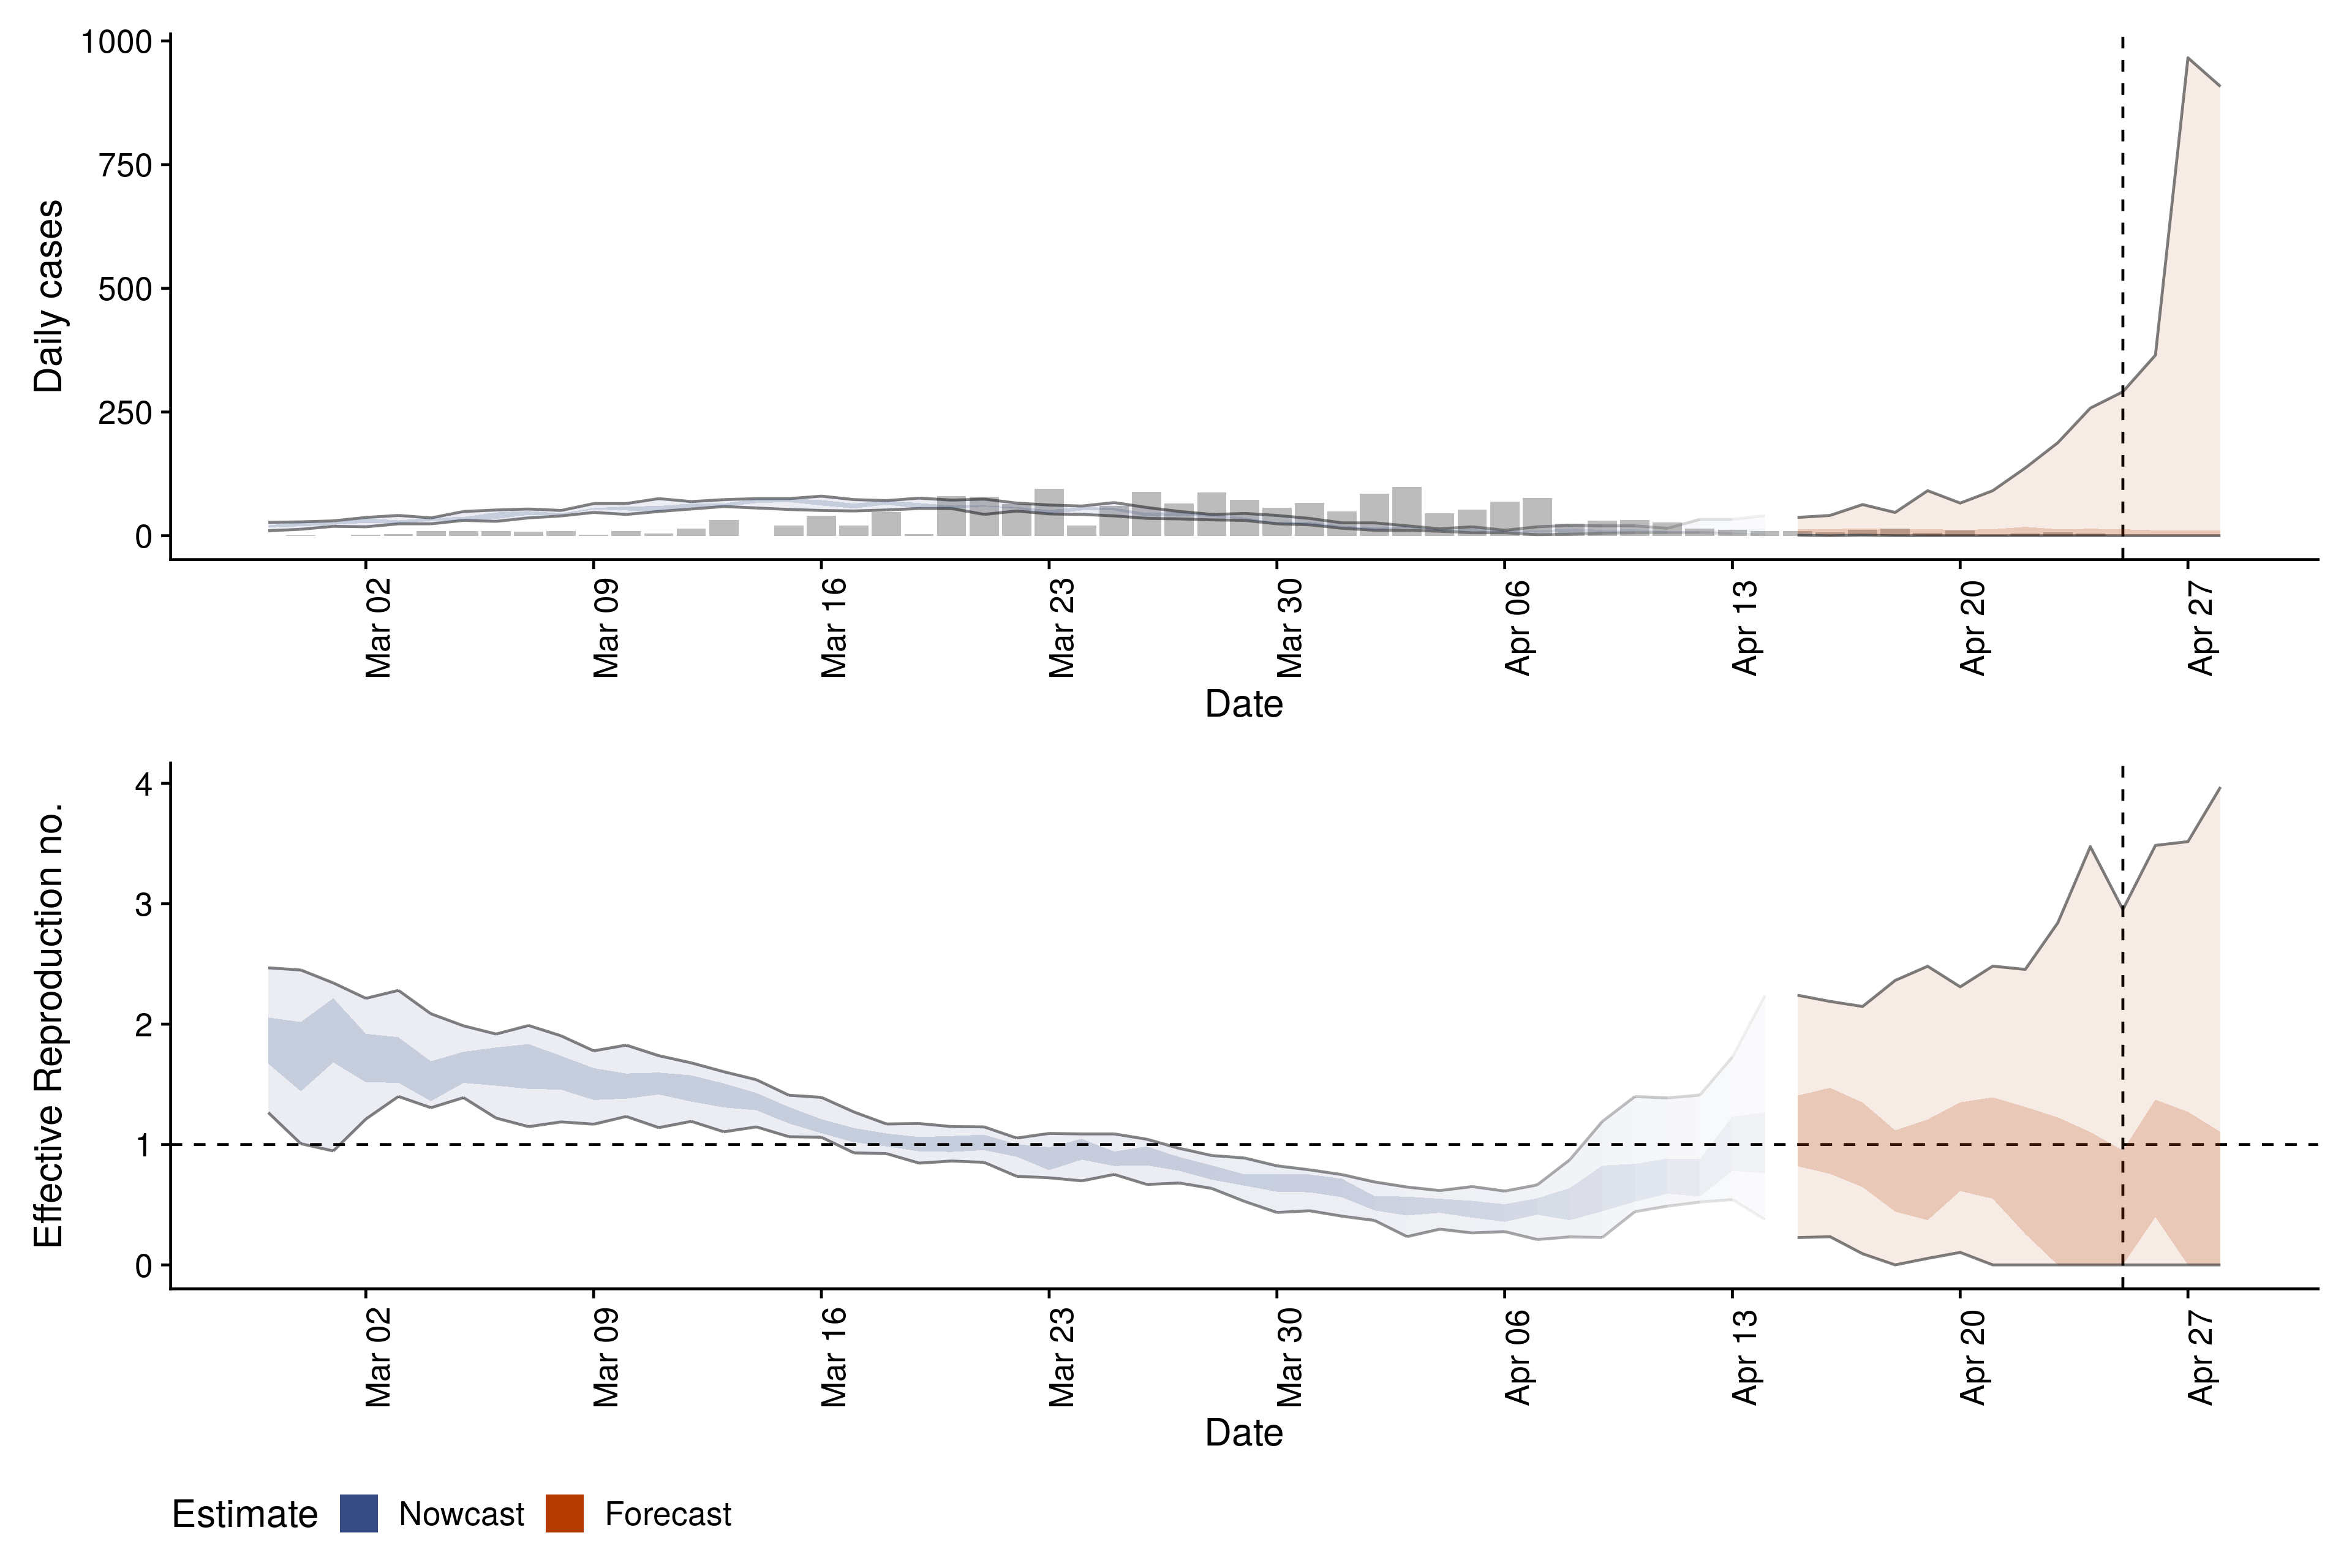 Daily cases
1000
750
500
250
0
Mar 02
Mar 09
Mar 16
Mar 23
Mar 30
Apr 06
Apr 13
Apr 20
Apr 27
Date
Effective Reproduction no.
4
3
2
1
0
Mar 02
Mar 09
Mar 16
Mar 23
Mar 30
Apr 06
Apr 13
Apr 20
Apr 27
Date
Estimate Nowcast Forecast